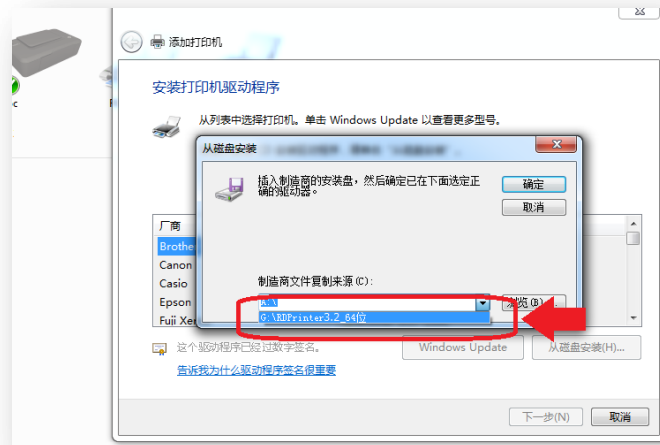 添加打印机
安装打印机驱动程序
从列表中选择打印机。单击 Windows Update 以查看更多型号。
从磁盘安装
插入制造商的安装盘，然后确定已在下面选定正
确的驱动器。
确定
取消
厂商
Brothe
Canon
Casio
Epson
Fuji Xe
制造商文件复制来源(C):
A:\
浏览(B)...
G:\RDPrinter3.2_64位
这个驱动程序已经过数字签名。
Windows Update
从磁盘安装(H)...
告诉我为什么驱动程序签名很重要
下一步(N)
取消